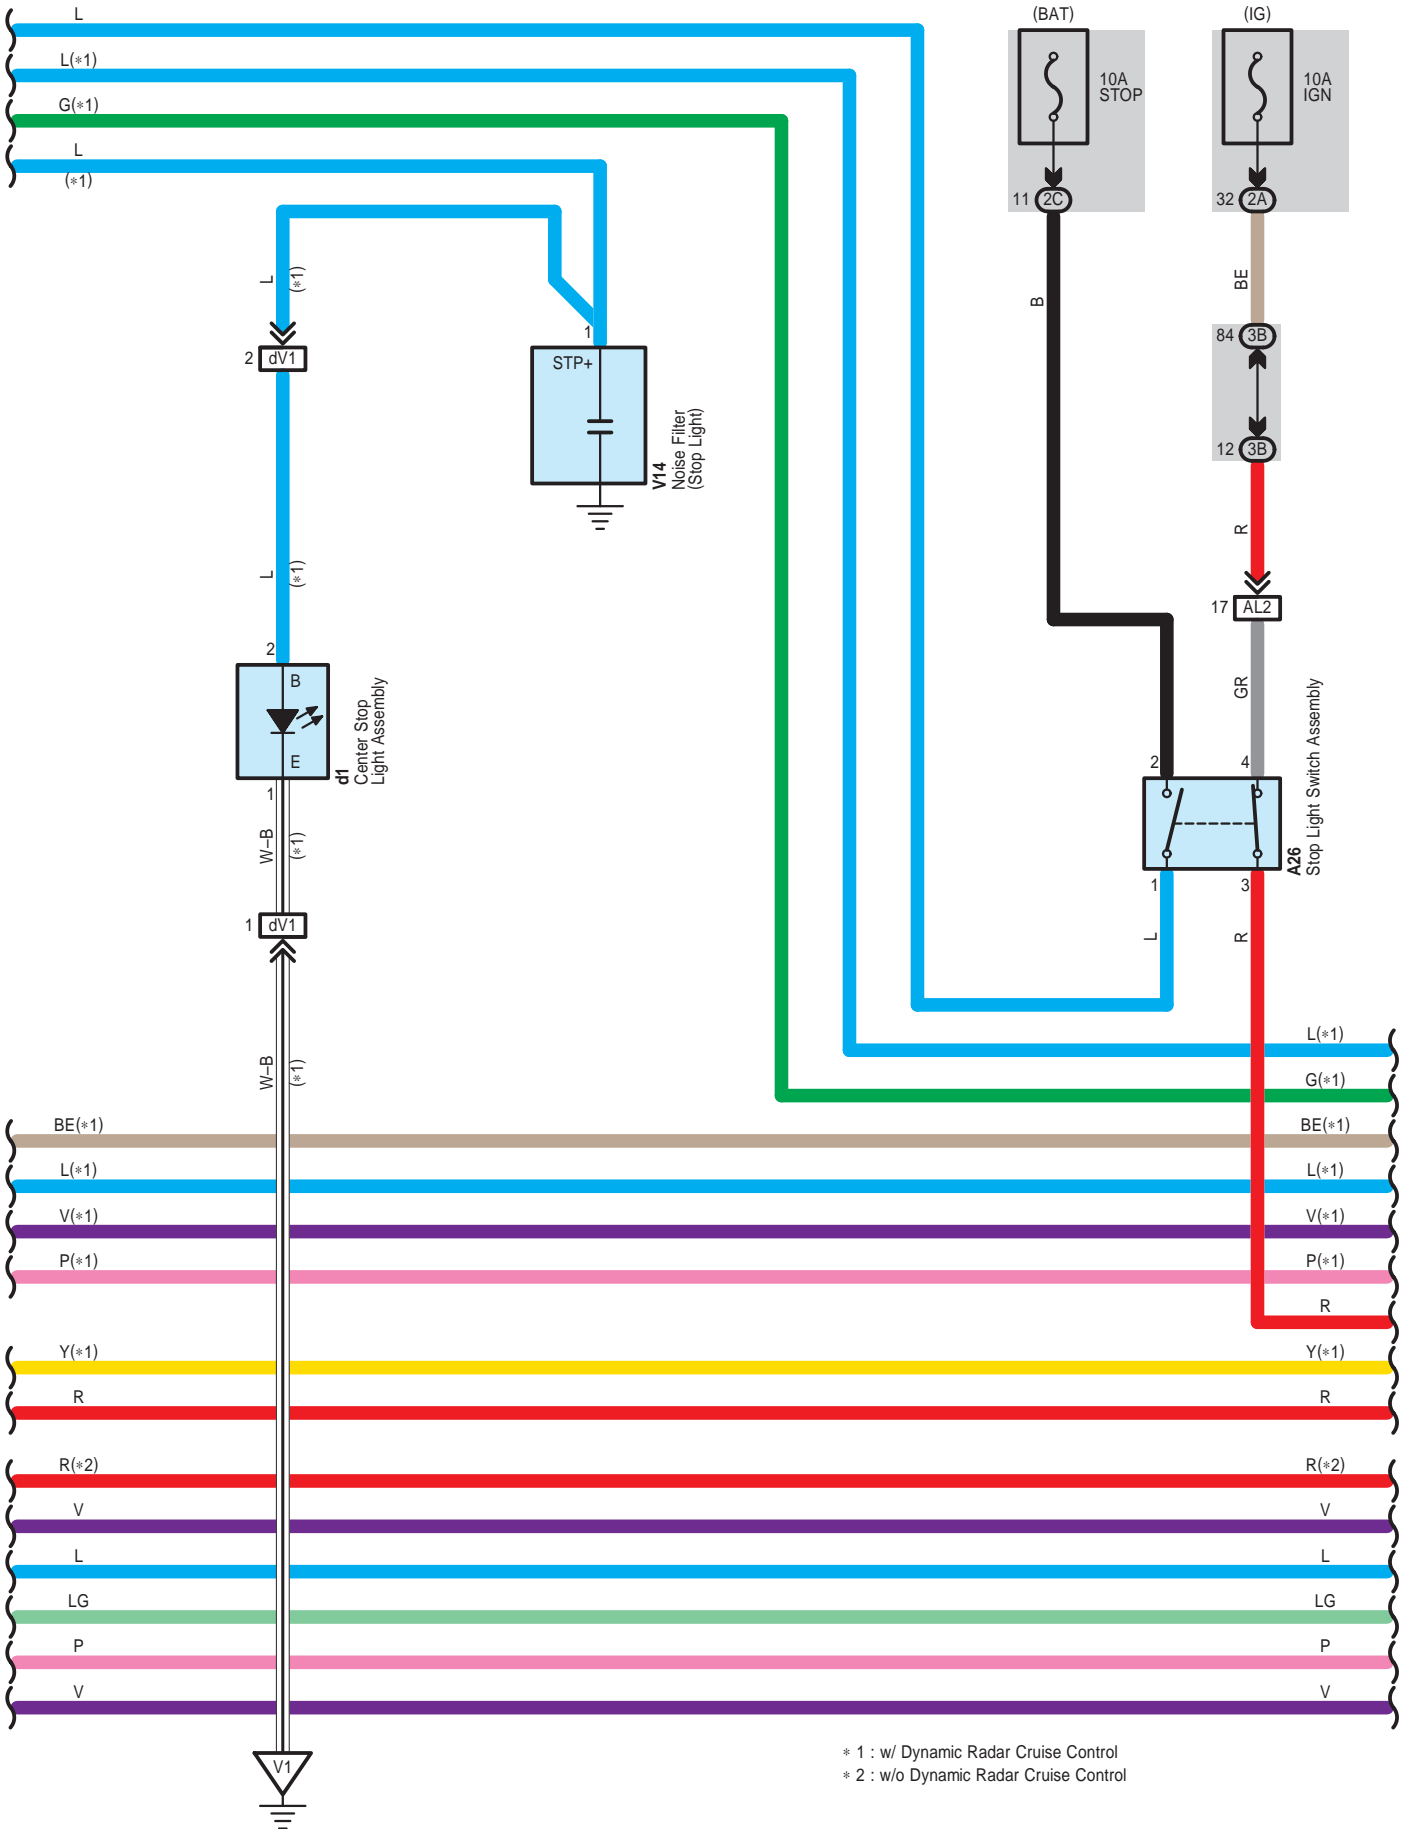 L
(BAT)
(IG)
L(*1)
10A
STOP
10A
IGN
G(*1)
L
(*1)
11 2C
32 2A
L
(*1)
B
BE
1
84 3B
2 dV1
STP+
V14
Noise Filter
(Stop Light)
12 3B
R
L
(*1)
17 AL2
2
B
E
d1
Center Stop
Light Assembly
GR
2
4
A26
Stop Light Switch Assembly
1
W-B
(*1)
1
3
1 dV1
L
R
W-B
(*1)
L(*1)
G(*1)
BE(*1)
BE(*1)
L(*1)
L(*1)
V(*1)
V(*1)
P(*1)
P(*1)
R
Y(*1)
Y(*1)
R
R
R(*2)
R(*2)
V
V
L
L
LG
LG
P
P
V
V
V1
* 1 : w/ Dynamic Radar Cruise Control
* 2 : w/o Dynamic Radar Cruise Control